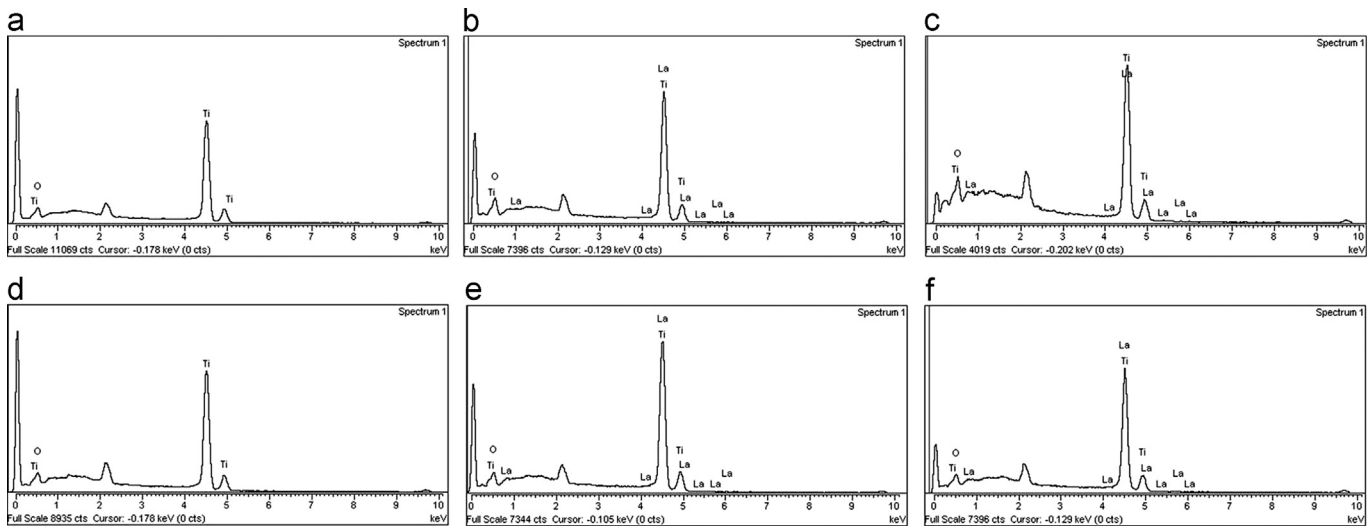 a
Spectrum 1
Ti
O
Ti
Ti
0 1 2 3 4 5 6 7 8 9 10
Full Scale 11069 cts Cursor: -0.178 keV (0 cts)
keV
b
Spectrum 1
La
Ti
O
Ti
La
Ti
La
La
La
La
La
0 1 2 3 4 5 6 7 8 9 10
Full Scale 7396 cts Cursor: -0.129 keV (0 cts)
keV
c
Spectrum 1
Ti
La
O
Ti
La
Ti
La
La
La
La
La
0 1 2 3 4 5 6 7 8 9 10
Full Scale 4019 cts Cursor: -0.202 keV (0 cts)
keV
d
Spectrum 1
Ti
O
Ti
Ti
0 1 2 3 4 5 6 7 8 9 10
Full Scale 8935 cts Cursor: -0.178 keV (0 cts)
keV
e
Spectrum 1
La
Ti
O
Ti
La
Ti
La
La
La
La
La
0 1 2 3 4 5 6 7 8 9 10
Full Scale 7344 cts Cursor: -0.105 keV (0 cts)
keV
f
Spectrum 1
La
Ti
O
Ti
La
Ti
La
La
La
La
La
0 1 2 3 4 5 6 7 8 9 10
Full Scale 7396 cts Cursor: -0.129 keV (0 cts)
keV